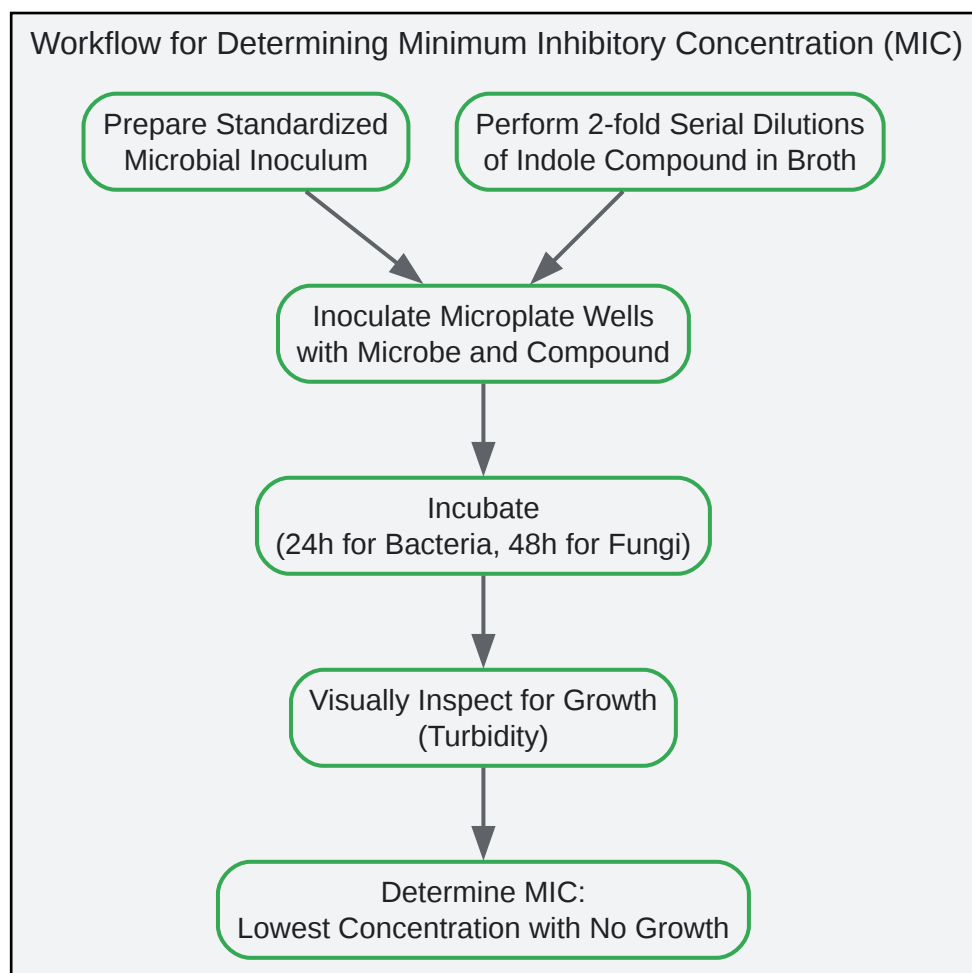 Workflow for Determining Minimum Inhibitory Concentration (MIC)
Prepare Standardized
Microbial Inoculum
Perform 2-fold Serial Dilutions
of Indole Compound in Broth
Inoculate Microplate Wells
with Microbe and Compound
Incubate
(24h for Bacteria, 48h for Fungi)
Visually Inspect for Growth
(Turbidity)
Determine MIC:
Lowest Concentration with No Growth